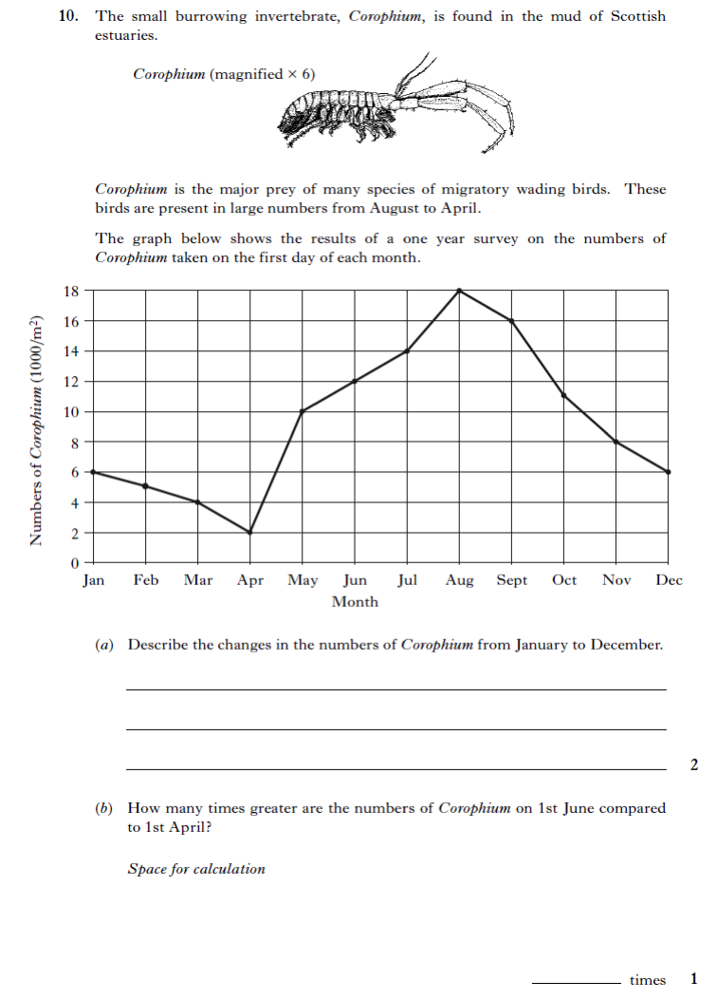 10. The small burrowing invertebrate, Corophium, is found in the mud of Scottish
estuaries.
Corophium (magnified × 6)
Corophium is the major prey of many species of migratory wading birds. These
birds are present in large numbers from August to April.
The graph below shows the results of a one year survey on the numbers of
Corophium taken on the first day of each month.
Numbers of Corophium (1000/m²)
18
16
14
12
10
8
6
4
2
0
Jan Feb Mar Apr May Jun Jul Aug Sept Oct Nov Dec
Month
(a) Describe the changes in the numbers of Corophium from January to December.
2
(b) How many times greater are the numbers of Corophium on 1st June compared
to 1st April?
Space for calculation
times 1